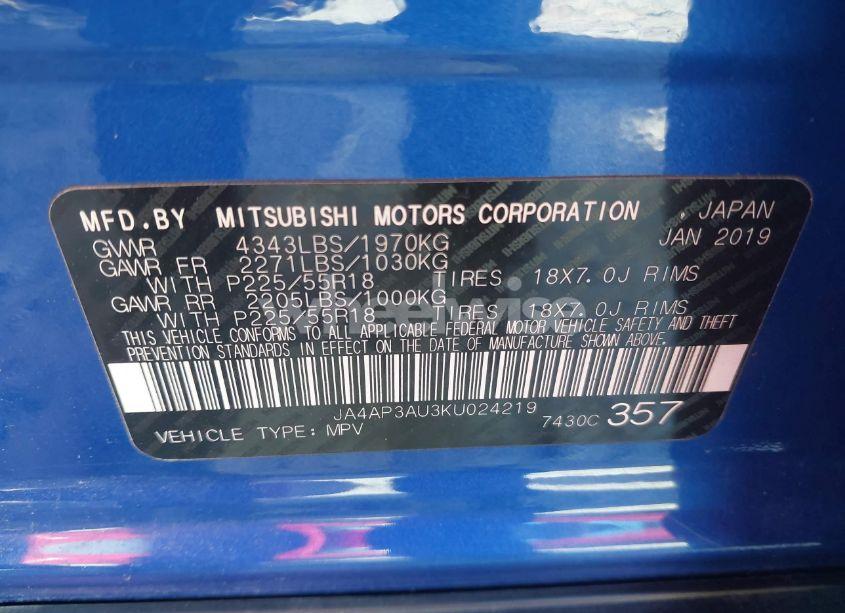 MFD.BY MITSUBISHI MOTORS CORPORATION , JAPAN
GVWR 4343LBS/1970KG JAN 2019
GAWR FR 2271LBS/1030KG
WITH P225/55R18 TIRES 18X7.0J RIMS
GAWR RR 2205LBS/1000KG
WITH P225/55R18 TIRES 18X7.0J RIMS
THIS VEHICLE CONFORMS TO ALL APPLICABLE FEDERAL MOTOR VEHICLE SAFETY AND THEFT
PREVENTION STANDARDS IN EFFECT ON THE DATE OF MANUFACTURE SHOWN ABOVE.
JA4AP3AU3KU024219
VEHICLE TYPE: MPV 7430C 357